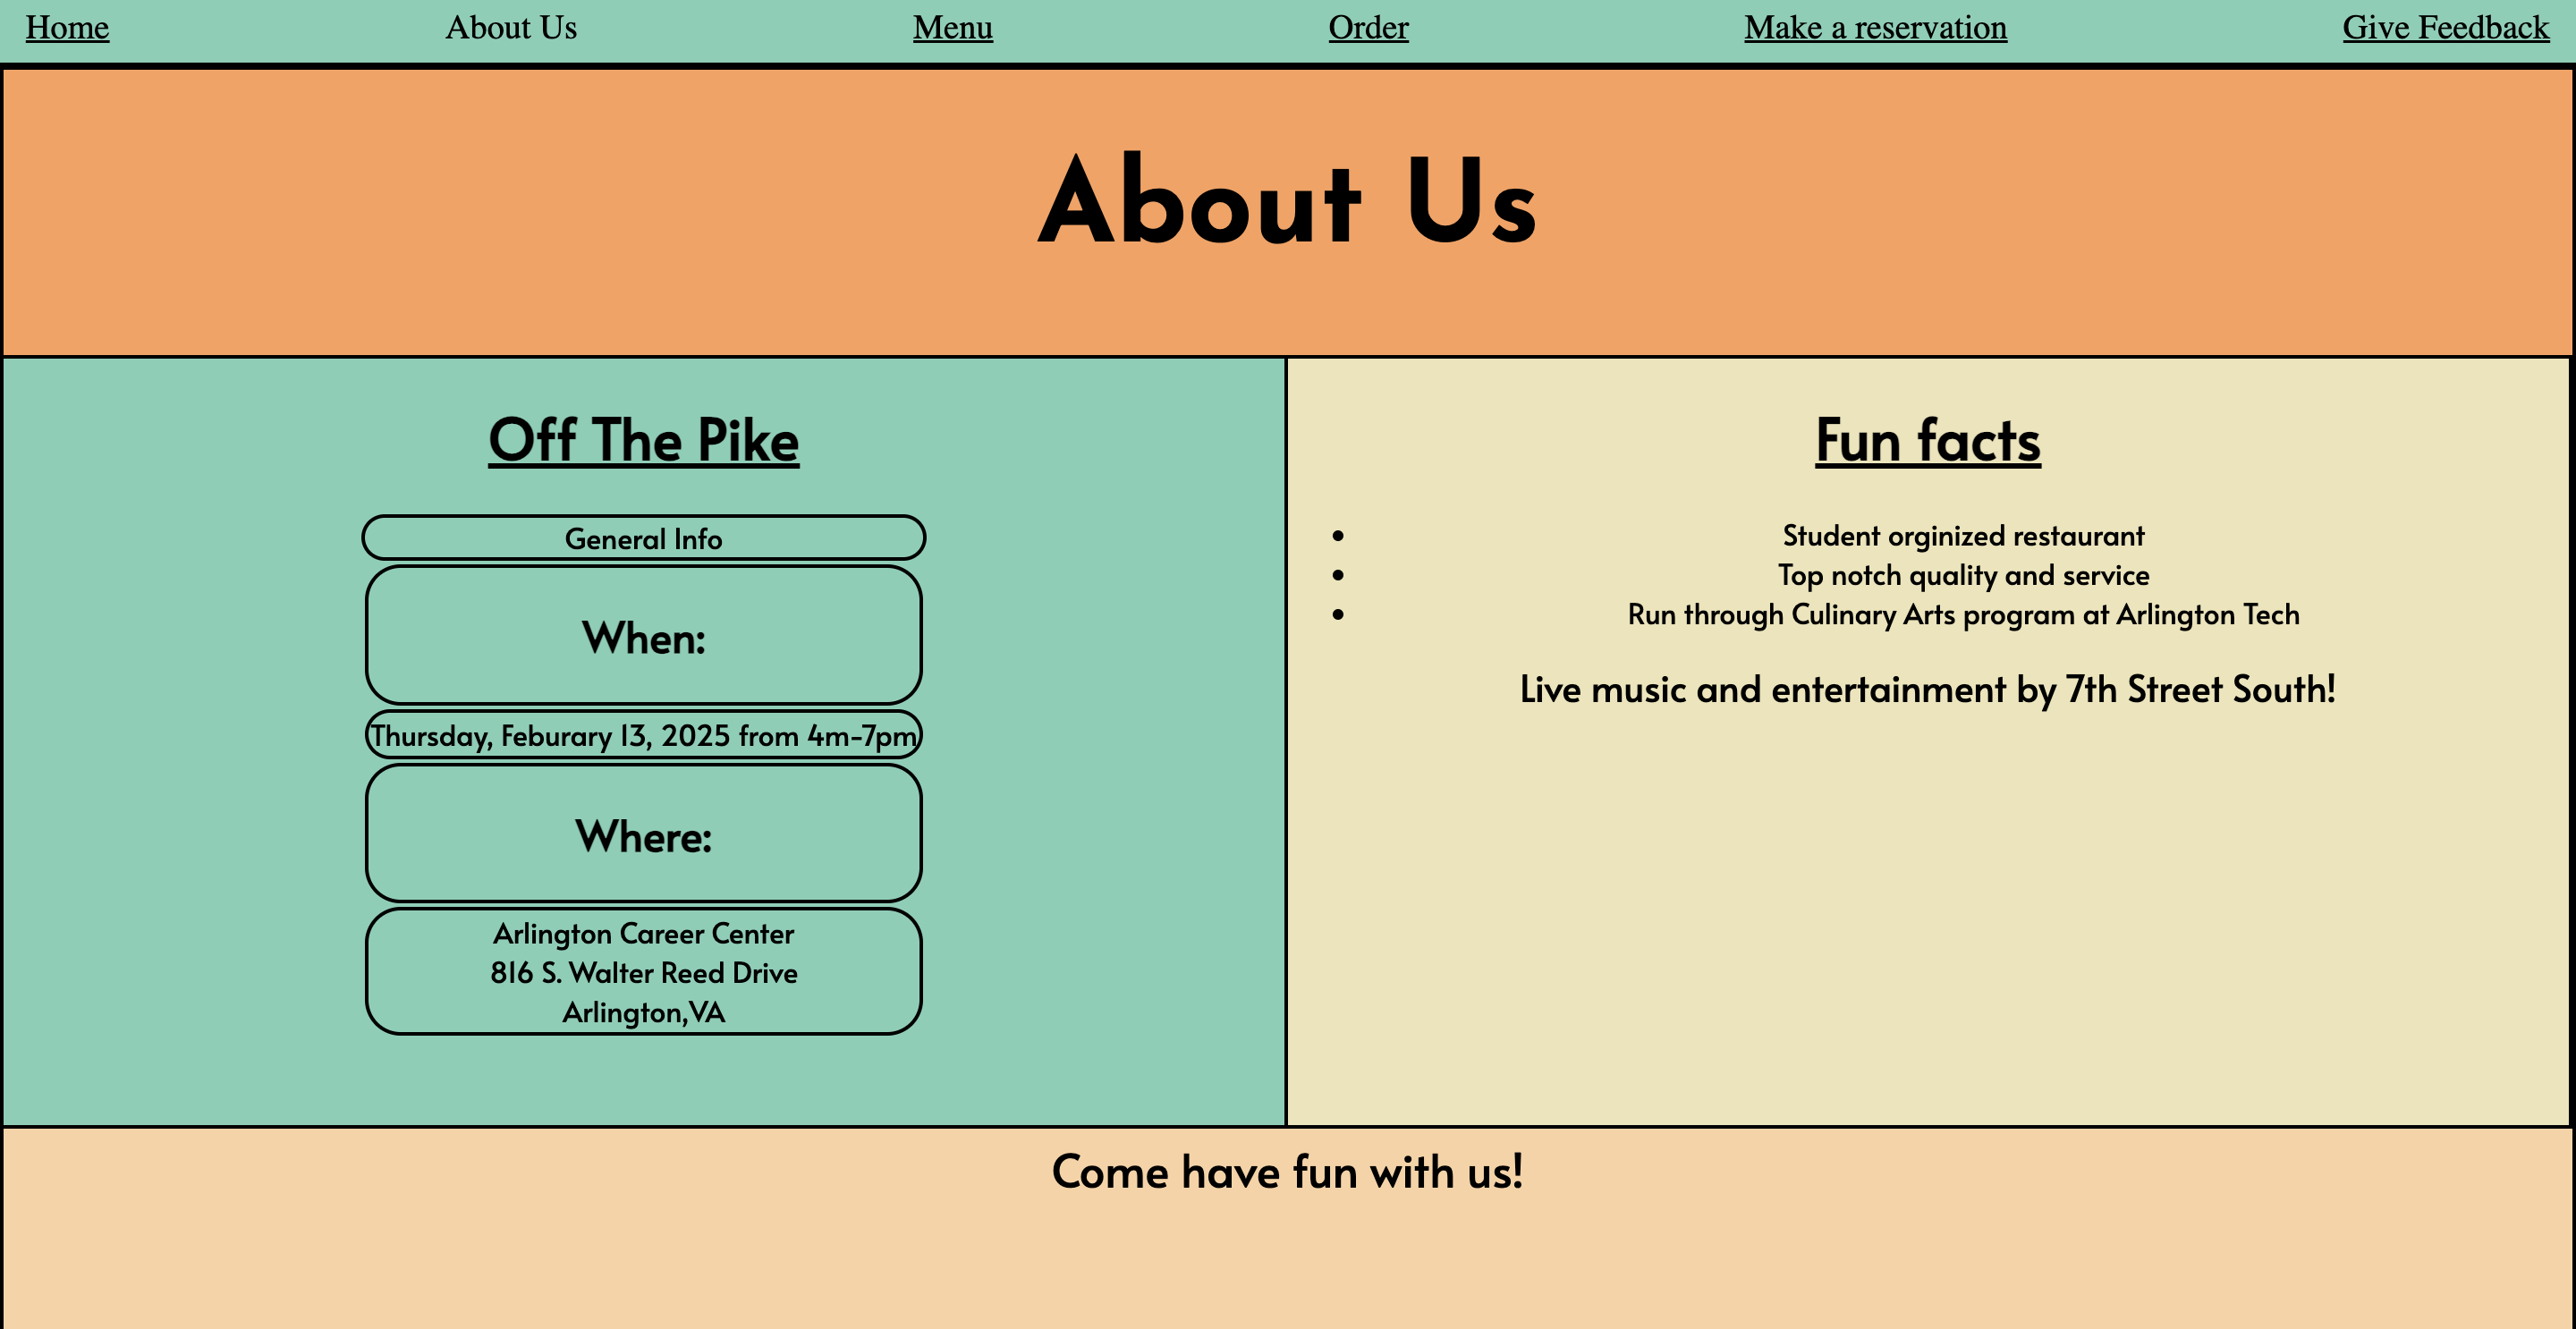 Home About Us Menu Order Make a reservation Give Feedback
About Us
Off The Pike
General Info
When:
Thursday, Feburary 13, 2025 from 4m-7pm
Where:
Arlington Career Center
816 S. Walter Reed Drive
Arlington,VA
Fun facts
Student orginized restaurant
Top notch quality and service
Run through Culinary Arts program at Arlington Tech
Live music and entertainment by 7th Street South!
Come have fun with us!